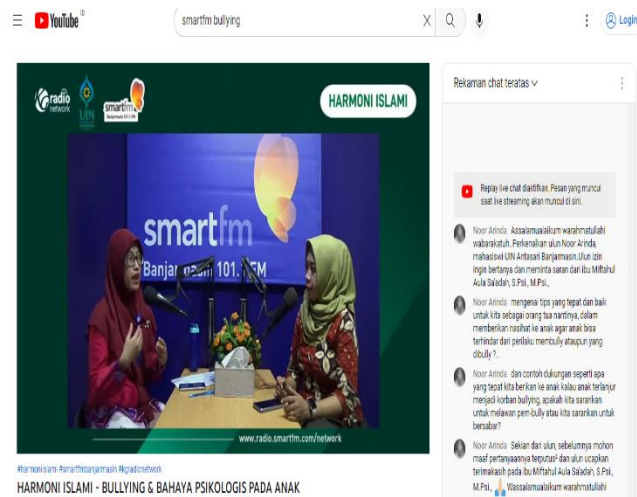 YouTube ID
smartfm bullying
Login
radio
network
UIN
smartfm
HARMONI ISLAMI
smartfm
Banjarmasin 101.1 FM
www.radio.smartfm.com/network
#harmoniislami #smartfmbanjarmasin #kgradionetwork
HARMONI ISLAMI - BULLYING & BAHAYA PSIKOLOGIS PADA ANAK
Rekaman chat teratas
Replay live chat diaktifkan. Pesan yang muncul
saat live streaming akan muncul di sini.
Noor Arinda Assalamualaikum warahmatullahi
wabarakatuh. Perkenalkan ulun Noor Arinda,
mahasiswi UIN Antasari Banjarmasin.Ulun izin
ingin bertanya dan meminta saran dari ibu Miftahul
Aula Sa'adah, S.Psi., M.Psi.,
Noor Arinda mengenai tips yang tepat dan baik
untuk kita sebagai orang tua nantinya, dalam
memberikan nasihat ke anak agar anak bisa
terhindar dari perilaku membully ataupun yang
dibully ?..
Noor Arinda dan contoh dukungan seperti apa
yang tepat kita berikan ke anak kalau anak terlanjur
menjadi korban bullying, apakah kita sarankan
untuk melawan pem-bully atau kita sarankan untuk
bersabar?
Noor Arinda Sekian dari ulun, sebelumnya mohon
maaf pertanyaannya terputus² dan ulun ucapkan
terimakasih pada ibu Miftahul Aula Sa'adah, S.Psi.,
M.Psi., 🙏 Wassalamualaikum warahmatullahi